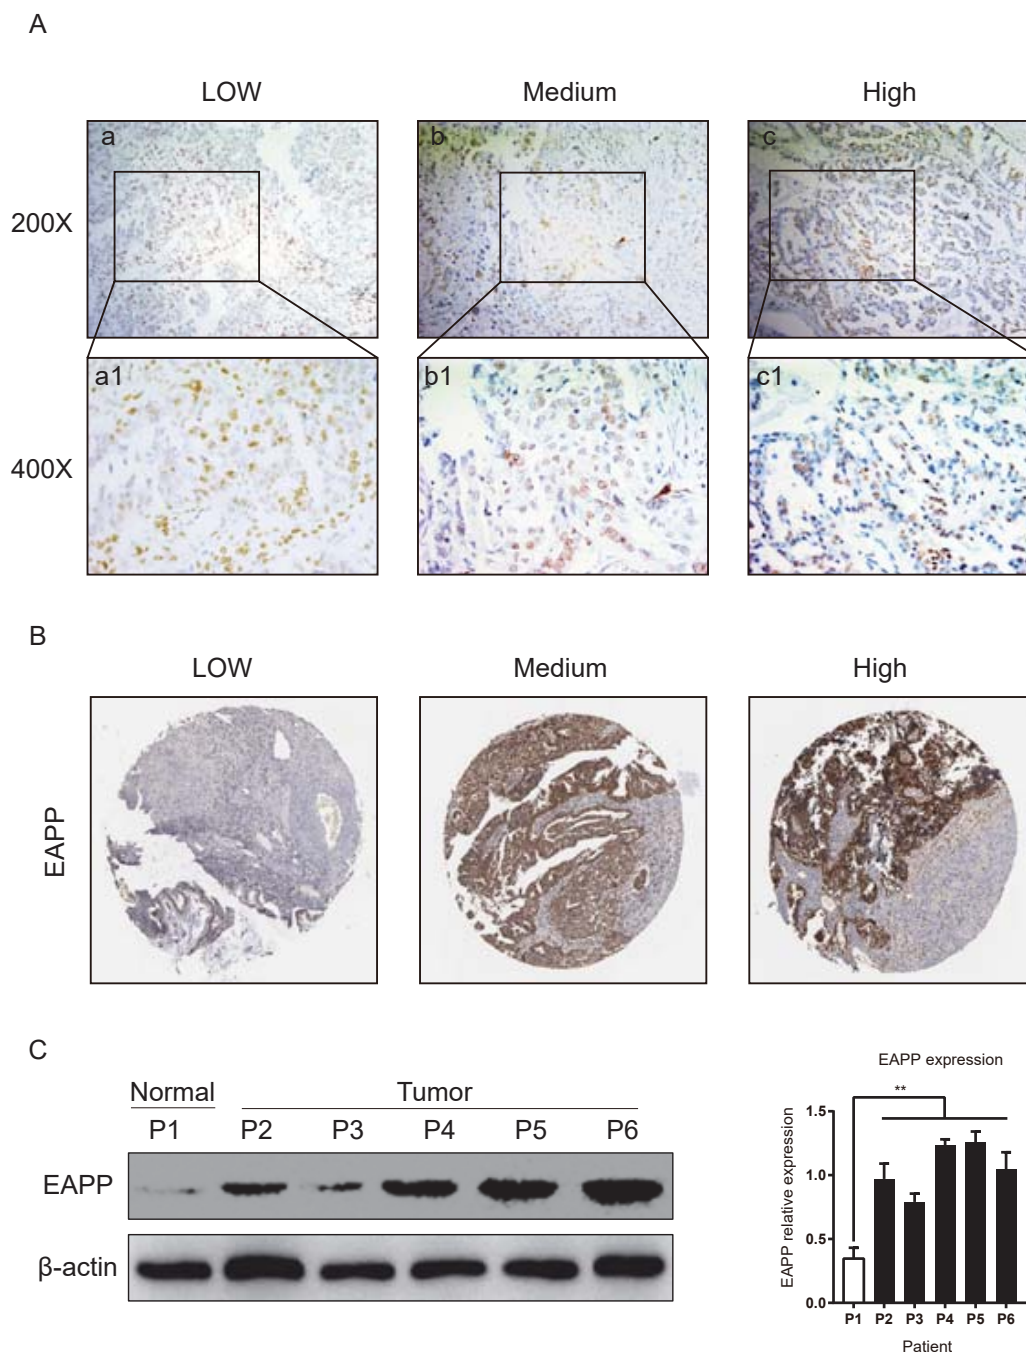 A
LOW Medium High
200X
a b c
400X
a1 b1 c1
B
LOW Medium High
EAPP
C
Normal Tumor
P1 P2 P3 P4 P5 P6
EAPP
β-actin
EAPP expression
**
EAPP relative expression
1.5
1.0
0.5
0.0
P1 P2 P3 P4 P5 P6
Patient